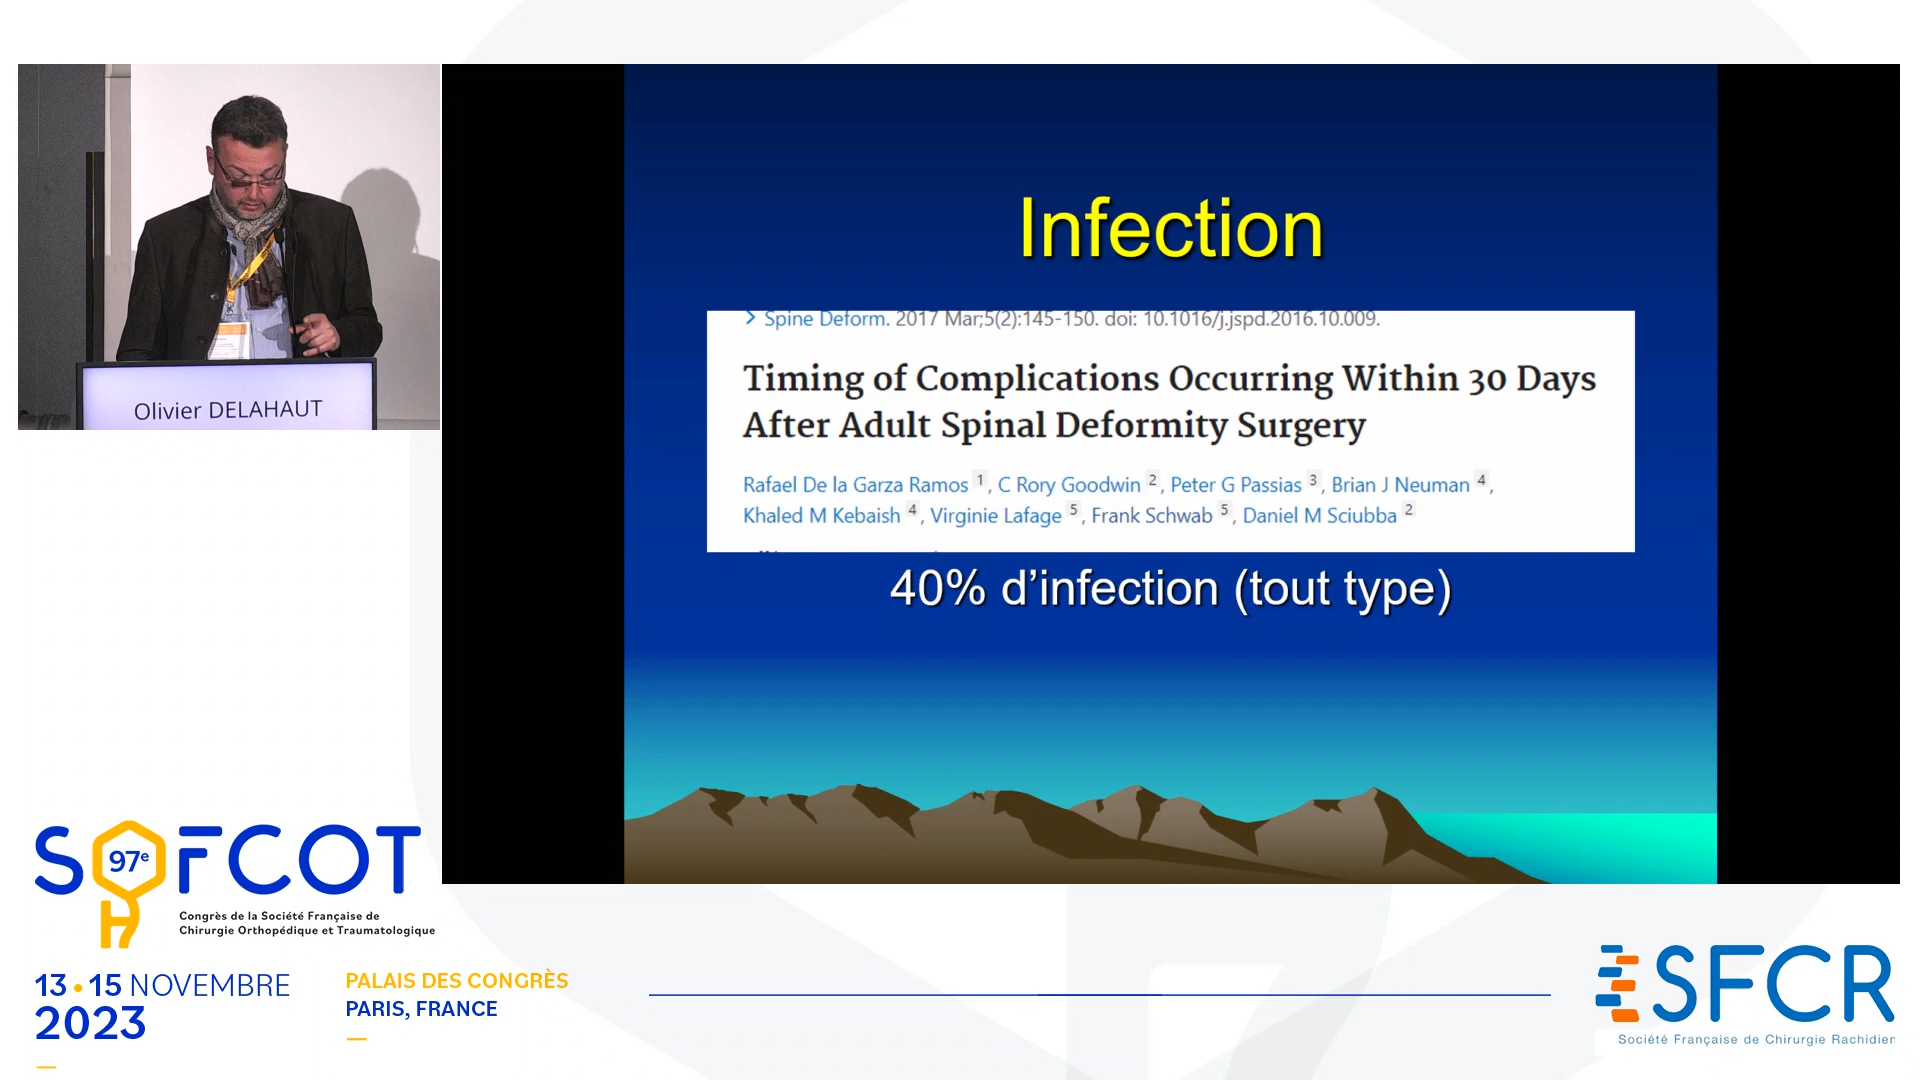 Olivier DELAHAUT
Infection
Spine Deform. 2017 Mar;5(2):145-150. doi: 10.1016/j.jspd.2016.10.009.
Timing of Complications Occurring Within 30 Days
After Adult Spinal Deformity Surgery
Rafael De la Garza Ramos 1, C Rory Goodwin 2, Peter G Passias 3, Brian J Neuman 4,
Khaled M Kebaish 4, Virginie Lafage 5, Frank Schwab 5, Daniel M Sciubba 2
40% d’infection (tout type)
SOFCOT
97e
Congrès de la Société Française de
Chirurgie Orthopédique et Traumatologique
13•15 NOVEMBRE
2023
PALAIS DES CONGRÈS
PARIS, FRANCE
SFCR
Société Française de Chirurgie Rachidien